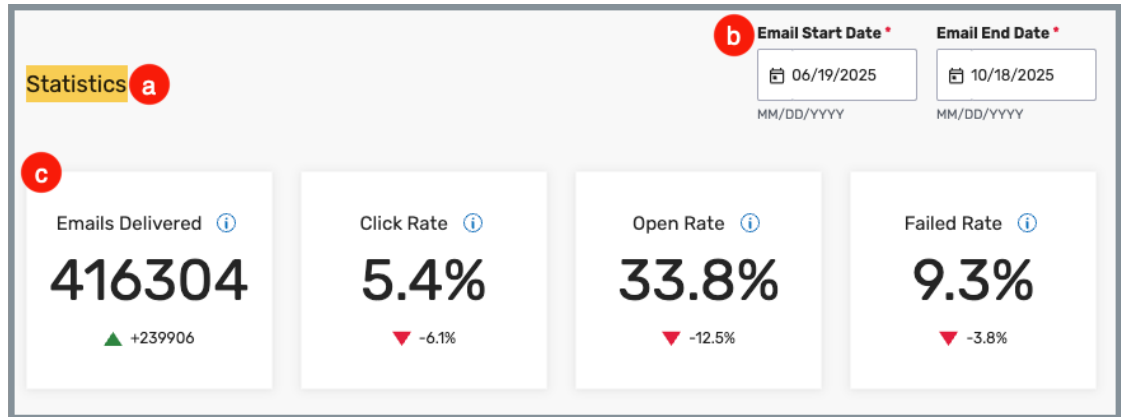 b
Email Start Date * Email End Date *
06/19/2025 10/18/2025
MM/DD/YYYY MM/DD/YYYY
Statistics a
c
Emails Delivered i Click Rate i Open Rate i Failed Rate i
416304 5.4% 33.8% 9.3%
+239906 -6.1% -12.5% -3.8%